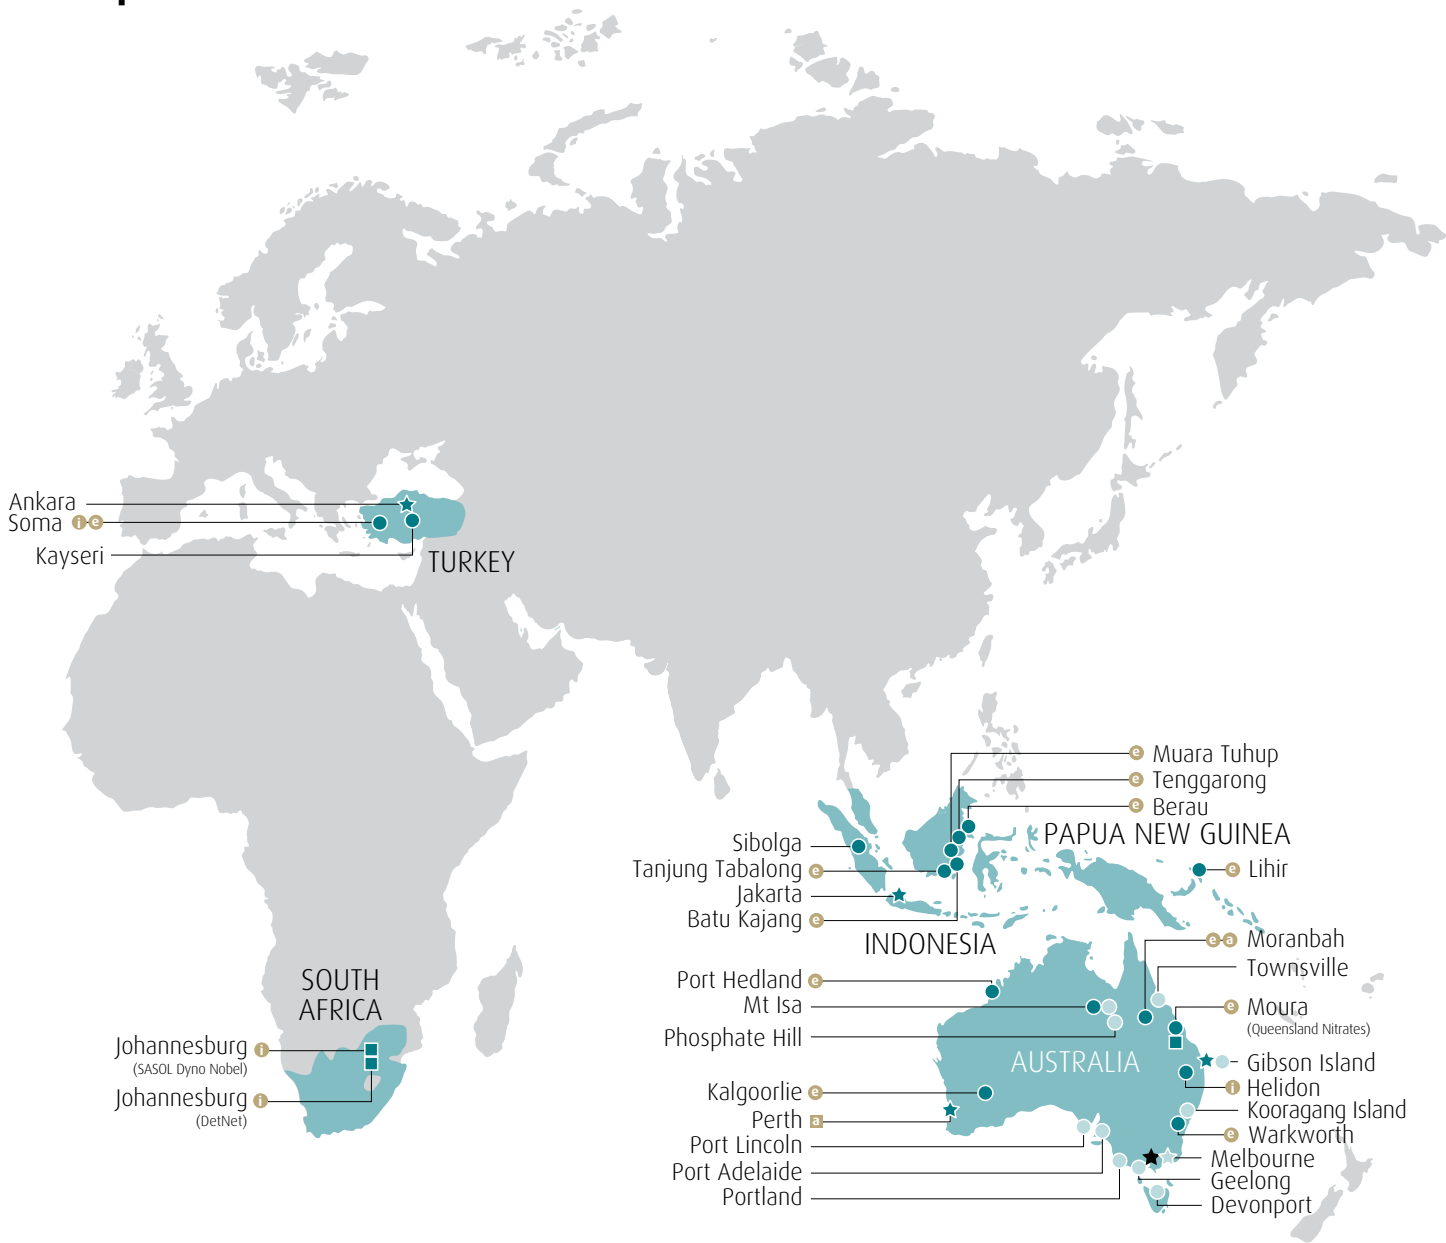 Ankara
Soma i e
Kayseri
TURKEY
e Muara Tuhup
e Tenggarong
e Berau
PAPUA NEW GUINEA
Sibolga
Tanjung Tabalong e
Jakarta
Batu Kajang e
e Lihir
INDONESIA
e a Moranbah
Townsville
Port Hedland e
Mt Isa
Phosphate Hill
e Moura
(Queensland Nitrates)
SOUTH
AFRICA
Johannesburg i
(SASOL Dyno Nobel)
Johannesburg i
(DetNet)
AUSTRALIA
Gibson Island
i Helidon
Kooragang Island
e Warkworth
Melbourne
Geelong
Devonport
Kalgoorlie e
Perth a
Port Lincoln
Port Adelaide
Portland